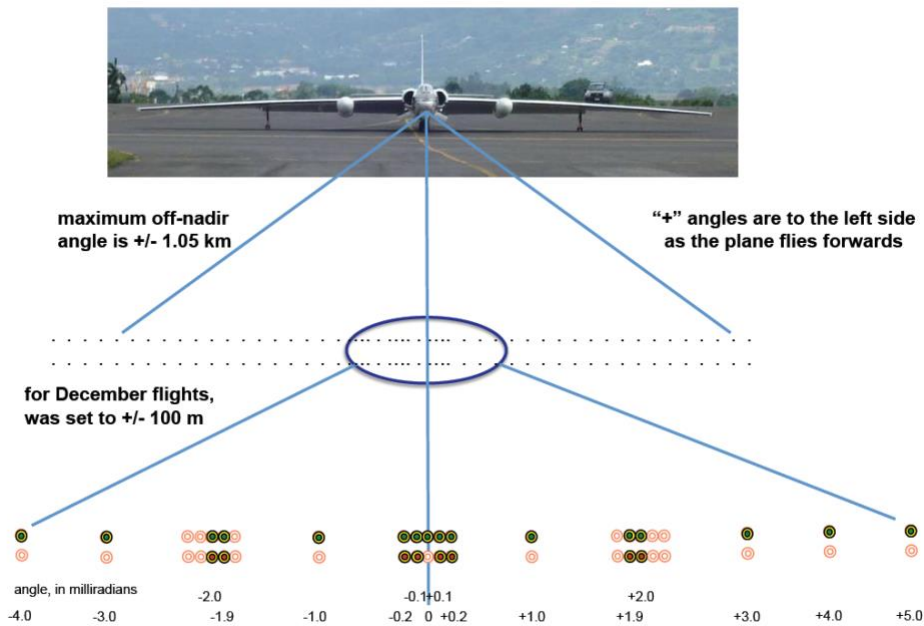 maximum off-nadir
angle is +/- 1.05 km
“+” angles are to the left side
as the plane flies forwards
for December flights,
was set to +/- 100 m
angle, in milliradians
-2.0 -0.1 +0.1 +2.0
-4.0 -3.0 -1.9 -1.0 -0.2 0 +0.2 +1.0 +1.9 +3.0 +4.0 +5.0